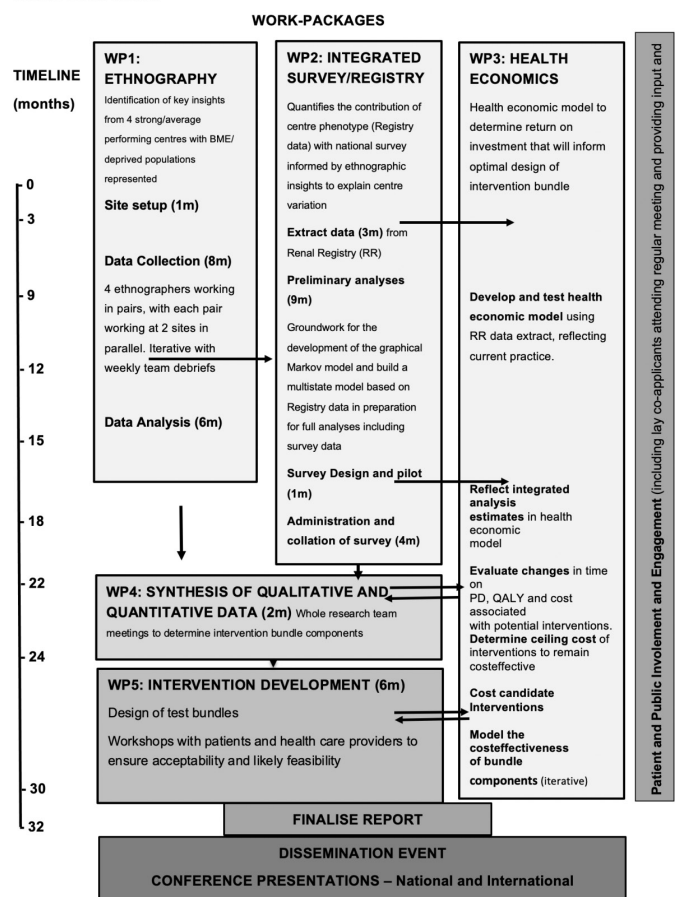 WORK-PACKAGES
TIMELINE
(months)
0
3
9
12
15
18
22
24
30
32
WP1:
ETHNOGRAPHY
Identification of key insights
from 4 strong/average
performing centres with BME/
deprived populations
represented
Site setup (1m)
Data Collection (8m)
4 ethnographers working
in pairs, with each pair
working at 2 sites in
parallel. Iterative with
weekly team debriefs
Data Analysis (6m)
WP2: INTEGRATED
SURVEY/REGISTRY
Quantifies the contribution of
centre phenotype (Registry
data) with national survey
informed by ethnographic
insights to explain centre
variation
Extract data (3m) from
Renal Registry (RR)
Preliminary analyses
(9m)
Groundwork for the
development of the graphical
Markov model and build a
multistate model based on
Registry data in preparation
for full analyses including
survey data
Survey Design and pilot
(1m)
Administration and
collation of survey (4m)
WP3: HEALTH
ECONOMICS
Health economic model to
determine return on
investment that will inform
optimal design of
intervention bundle
Develop and test health
economic model using
RR data extract, reflecting
current practice.
Reflect integrated
analysis
estimates in health
economic
model
Evaluate changes in time
on
PD, QALY and cost
associated
with potential interventions.
Determine ceiling cost of
interventions to remain
costeffective
Cost candidate
Interventions
Model the
costeffectiveness
of bundle
components (iterative)
WP4: SYNTHESIS OF QUALITATIVE AND
QUANTITATIVE DATA (2m) Whole research team
meetings to determine intervention bundle components
WP5: INTERVENTION DEVELOPMENT (6m)
Design of test bundles
Workshops with patients and health care providers to
ensure acceptability and likely feasibility
FINALISE REPORT
DISSEMINATION EVENT
CONFERENCE PRESENTATIONS – National and International
Patient and Public Involement and Engagement (including lay co-applicants attending regular meeting and providing input and